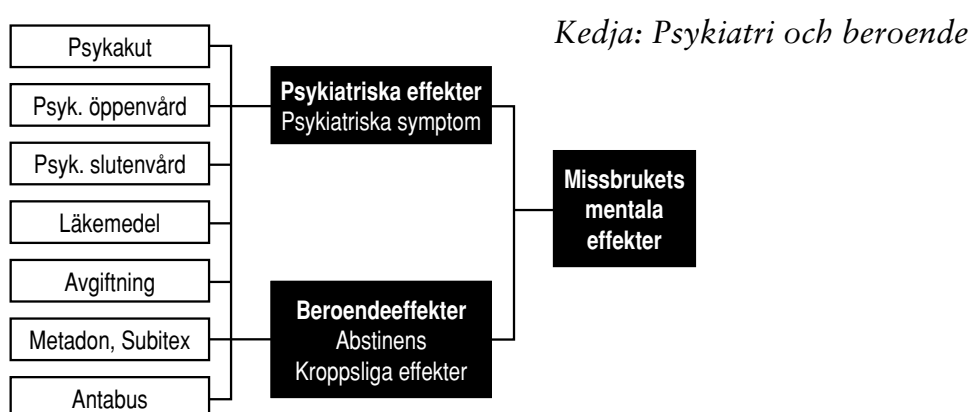 Kedja: Psykiatri och beroende
Psykakut
Psyk. öppenvård
Psyk. slutenvård
Läkemedel
Avgiftning
Metadon, Subitex
Antabus
Psykiatriska effekter
Psykiatriska symptom
Beroendeeffekter
Abstinens
Kroppsliga effekter
Missbrukets
mentala
effekter